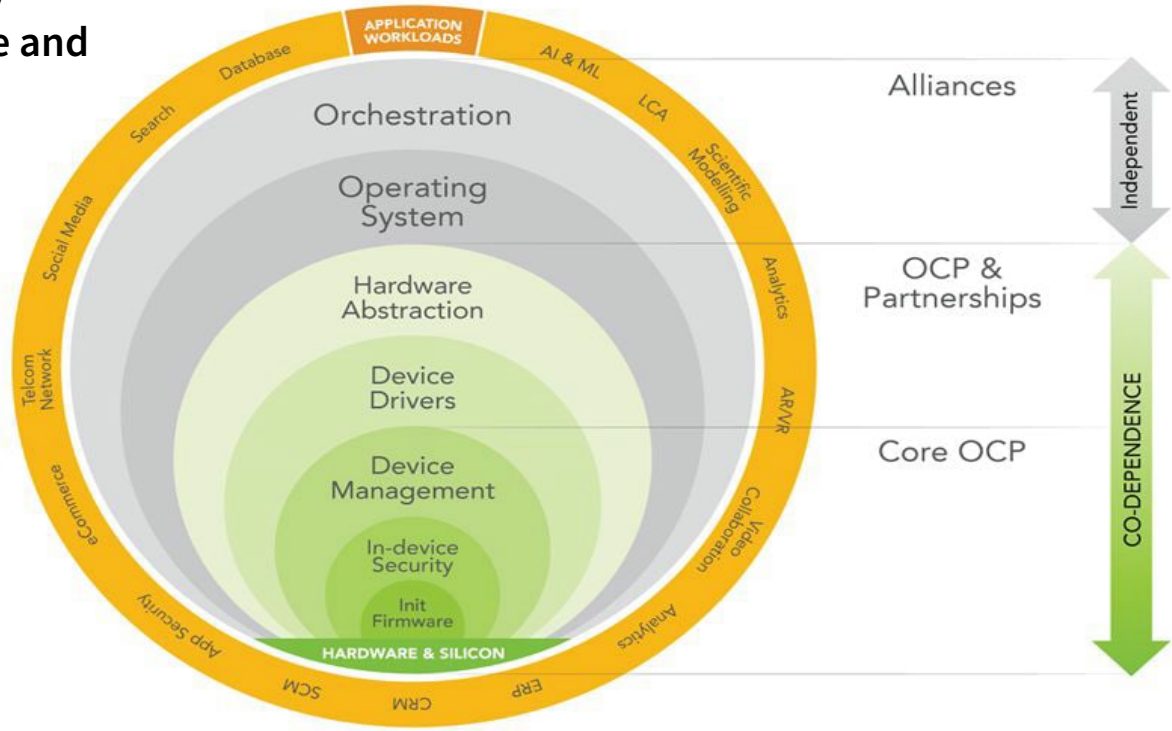 e and
APPLICATION
WORKLOADS
AI & ML
LCA
Scientific
Modelling
Analytics
AR/VR
Video
Collaboration
Analytics
ERP
CRM
SCM
App Security
eCommerce
Telcom
Network
Social Media
Search
Database
Orchestration
Operating
System
Hardware
Abstraction
Device
Drivers
Device
Management
In-device
Security
Init
Firmware
HARDWARE & SILICON
Alliances
OCP &
Partnerships
Core OCP
Independent
CO-DEPENDENCE